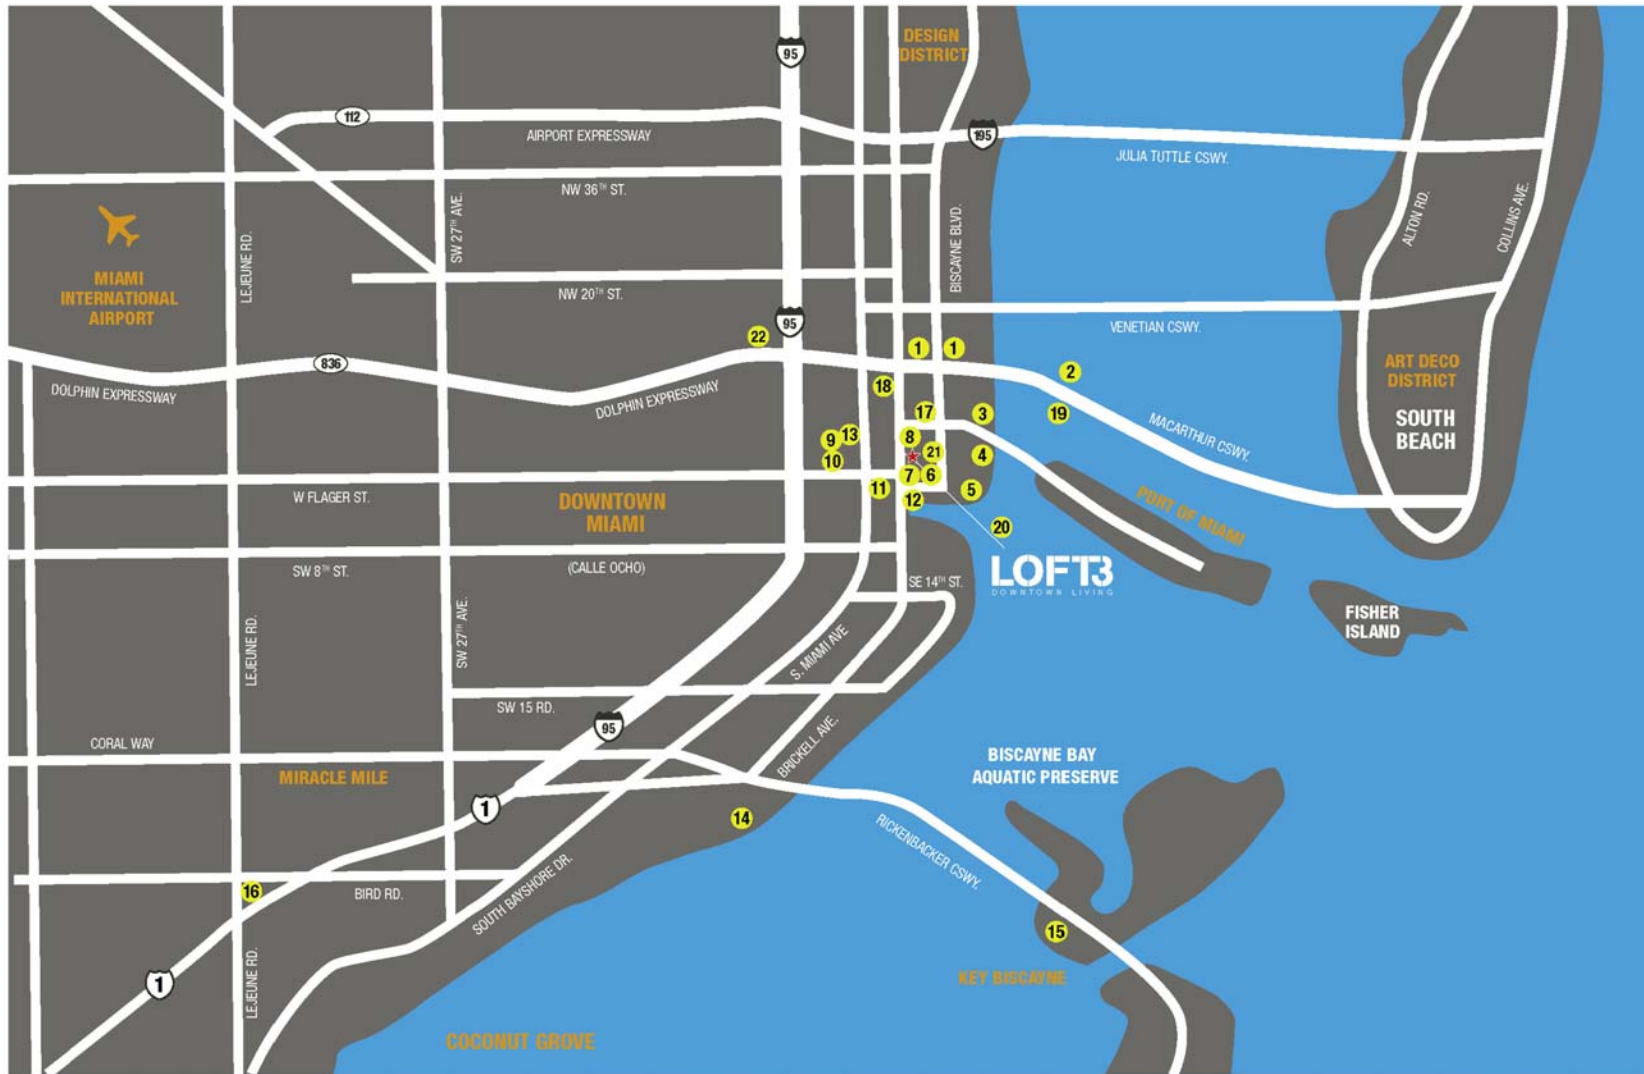 95
DESIGN
DISTRICT
112
AIRPORT EXPRESSWAY
195
JULIA TUTTLE CSWY.
NW 36TH ST.
SW 27TH AVE.
LEJEUNE RD.
BISCAYNE BLVD.
ALTON RD.
COLLINS AVE.
MIAMI
INTERNATIONAL
AIRPORT
NW 20TH ST.
95
VENETIAN CSWY.
22
1
1
2
836
DOLPHIN EXPRESSWAY
DOLPHIN EXPRESSWAY
ART DECO
DISTRICT
SOUTH
BEACH
18
17
3
19
MACARTHUR CSWY.
9
13
8
21
4
10
7
6
11
12
5
20
W FLAGER ST.
DOWNTOWN
MIAMI
PORT OF MIAMI
LOFT3
DOWNTOWN LIVING
SW 8TH ST.
(CALLE OCHO)
SE 14TH ST.
FISHER
ISLAND
LEJEUNE RD.
SW 27TH AVE.
S. MIAMI AVE
SW 15 RD.
95
BRICKELL AVE.
CORAL WAY
MIRACLE MILE
BISCAYNE BAY
AQUATIC PRESERVE
1
14
RICKENBACKER CSWY.
16
BIRD RD.
SOUTH BAYSHORE DR.
15
LEJEUNE RD.
1
KEY BISCAYNE
COCONUT GROVE